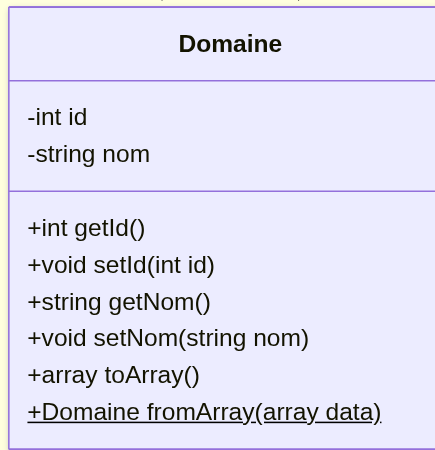 Domaine
-int id
-string nom
+int getId()
+void setId(int id)
+string getNom()
+void setNom(string nom)
+array toArray()
+Domaine fromArray(array data)